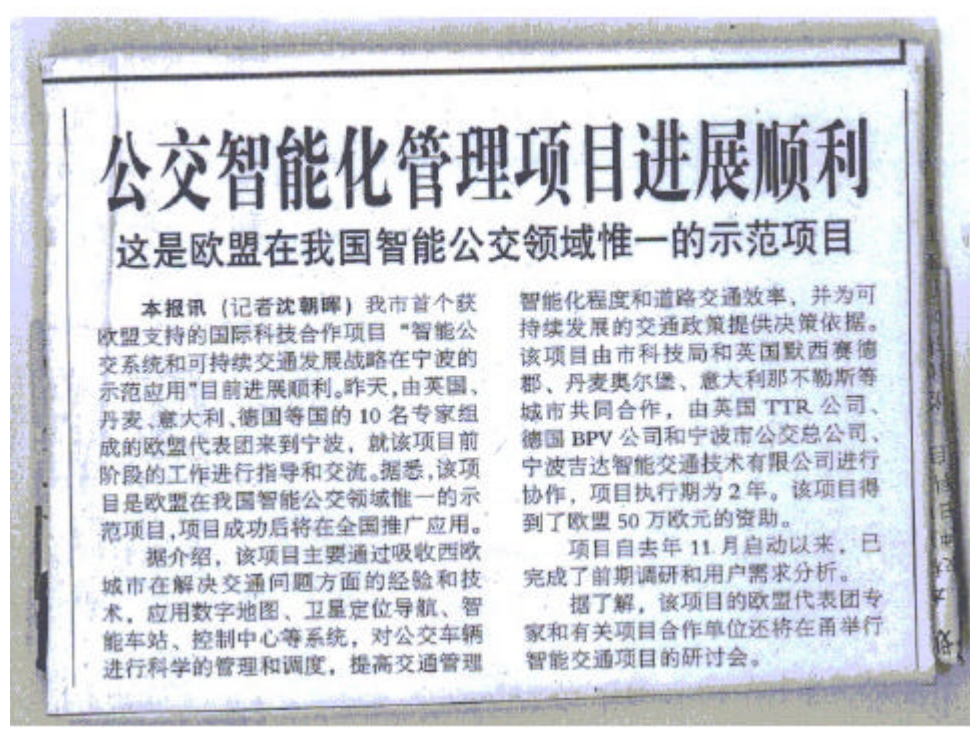 公交智能化管理项目进展顺利
这是欧盟在我国智能公交领域惟一的示范项目
本报讯（记者沈朝晖）我市首个获
欧盟支持的国际科技合作项目“智能公
交系统和可持续交通发展战略在宁波的
示范应用”目前进展顺利。昨天，由英国、
丹麦、意大利、德国等国的 10 名专家组
成的欧盟代表团来到宁波，就该项目前
阶段的工作进行指导和交流。据悉，该项
目是欧盟在我国智能公交领域惟一的示
范项目，项目成功后将在全国推广应用。
据介绍，该项目主要通过吸收西欧
城市在解决交通问题方面的经验和技
术，应用数字地图、卫星定位导航、智
能车站、控制中心等系统，对公交车辆
进行科学的管理和调度，提高交通管理
智能化程度和道路交通效率，并为可
持续发展的交通政策提供决策依据。
该项目由市科技局和英国默西赛德
郡、丹麦奥尔堡、意大利那不勒斯等
城市共同合作，由英国 TTR 公司、
德国 BPV 公司和宁波市公交总公司、
宁波吉达智能交通技术有限公司进行
协作，项目执行期为 2 年。该项目得
到了欧盟 50 万欧元的资助。
项目自去年 11 月启动以来，已
完成了前期调研和用户需求分析。
据了解，该项目的欧盟代表团专
家和有关项目合作单位还将在甬举行
智能交通项目的研讨会。